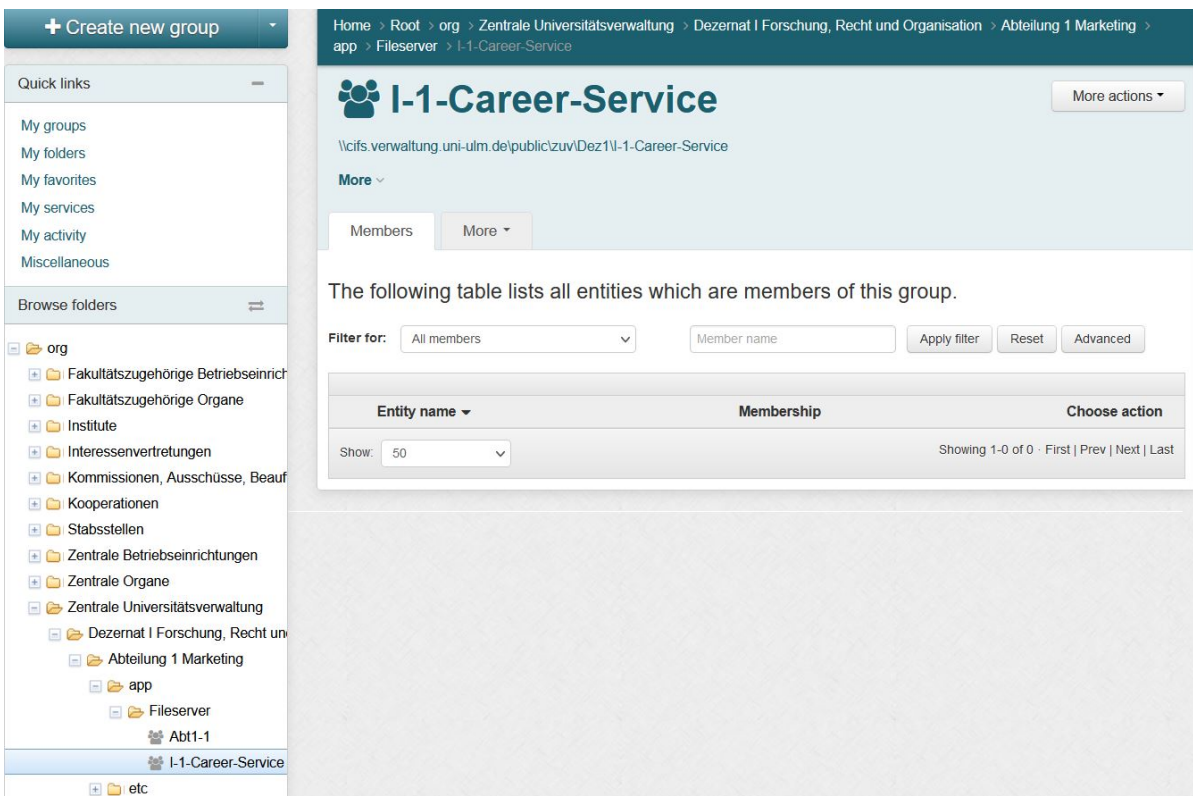 + Create new group
Quick links
My groups
My folders
My favorites
My services
My activity
Miscellaneous
Browse folders
org
Fakultätszugehörige Betriebseinrich
Fakultätszugehörige Organe
Institute
Interessenvertretungen
Kommissionen, Ausschüsse, Beauf
Kooperationen
Stabsstellen
Zentrale Betriebseinrichtungen
Zentrale Organe
Zentrale Universitätsverwaltung
Dezernat I Forschung, Recht und
Abteilung 1 Marketing
app
Fileserver
Abt1-1
I-1-Career-Service
etc
Home > Root > org > Zentrale Universitätsverwaltung > Dezernat I Forschung, Recht und Organisation > Abteilung 1 Marketing >
app > Fileserver > I-1-Career-Service
I-1-Career-Service
More actions
\\cifs.verwaltung.uni-ulm.de\public\zuv\Dez1\I-1-Career-Service
More
Members More
The following table lists all entities which are members of this group.
Filter for: All members Member name Apply filter Reset Advanced
Entity name Membership Choose action
Show: 50 Showing 1-0 of 0 · First | Prev | Next | Last